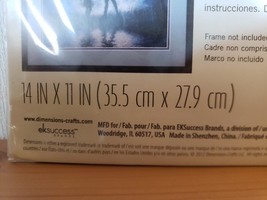 instrucciones. D
Frame not included
Cadre non compris
Marco no incluido
14 IN X 11 IN (35.5 cm x 27.9 cm)
www.dimensions-crafts.com
eksuccess
BRANDS
MFD for / Fab. pour / Fab. para EKSuccess Brands, a division of
Woodridge, IL 60517, USA Made in Shenzhen, China. / Fabriqué